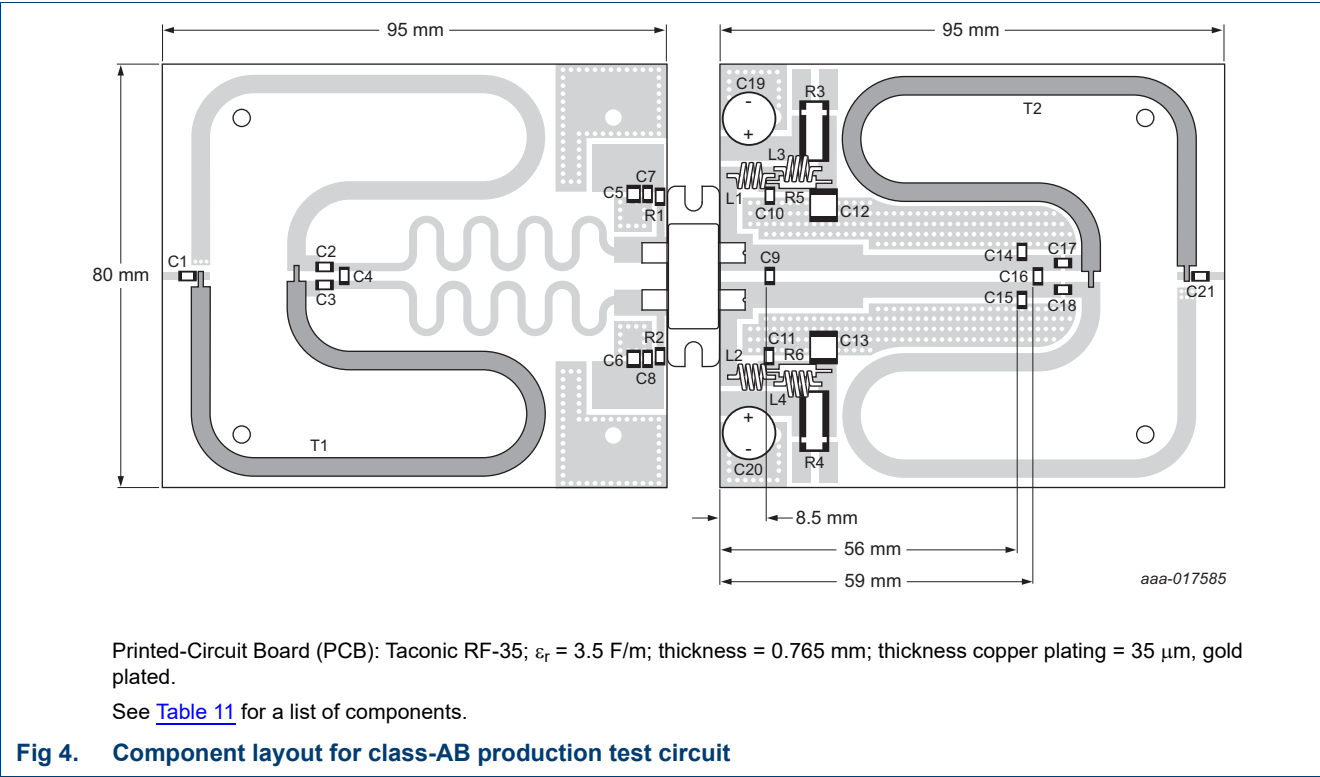 95 mm
95 mm
C19
-
+
R3
T2
L3
C7
C5
R1
L1
C10
R5
C12
C2
C1
C4
80 mm
C3
C9
C14
C17
C16
C15
C18
C21
R2
C11
R6
C13
C6
C8
L2
L4
+
-
C20
R4
T1
8.5 mm
56 mm
59 mm
aaa-017585
Printed-Circuit Board (PCB): Taconic RF-35; εr = 3.5 F/m; thickness = 0.765 mm; thickness copper plating = 35 μm, gold
plated.
See Table 11 for a list of components.
Fig 4. Component layout for class-AB production test circuit